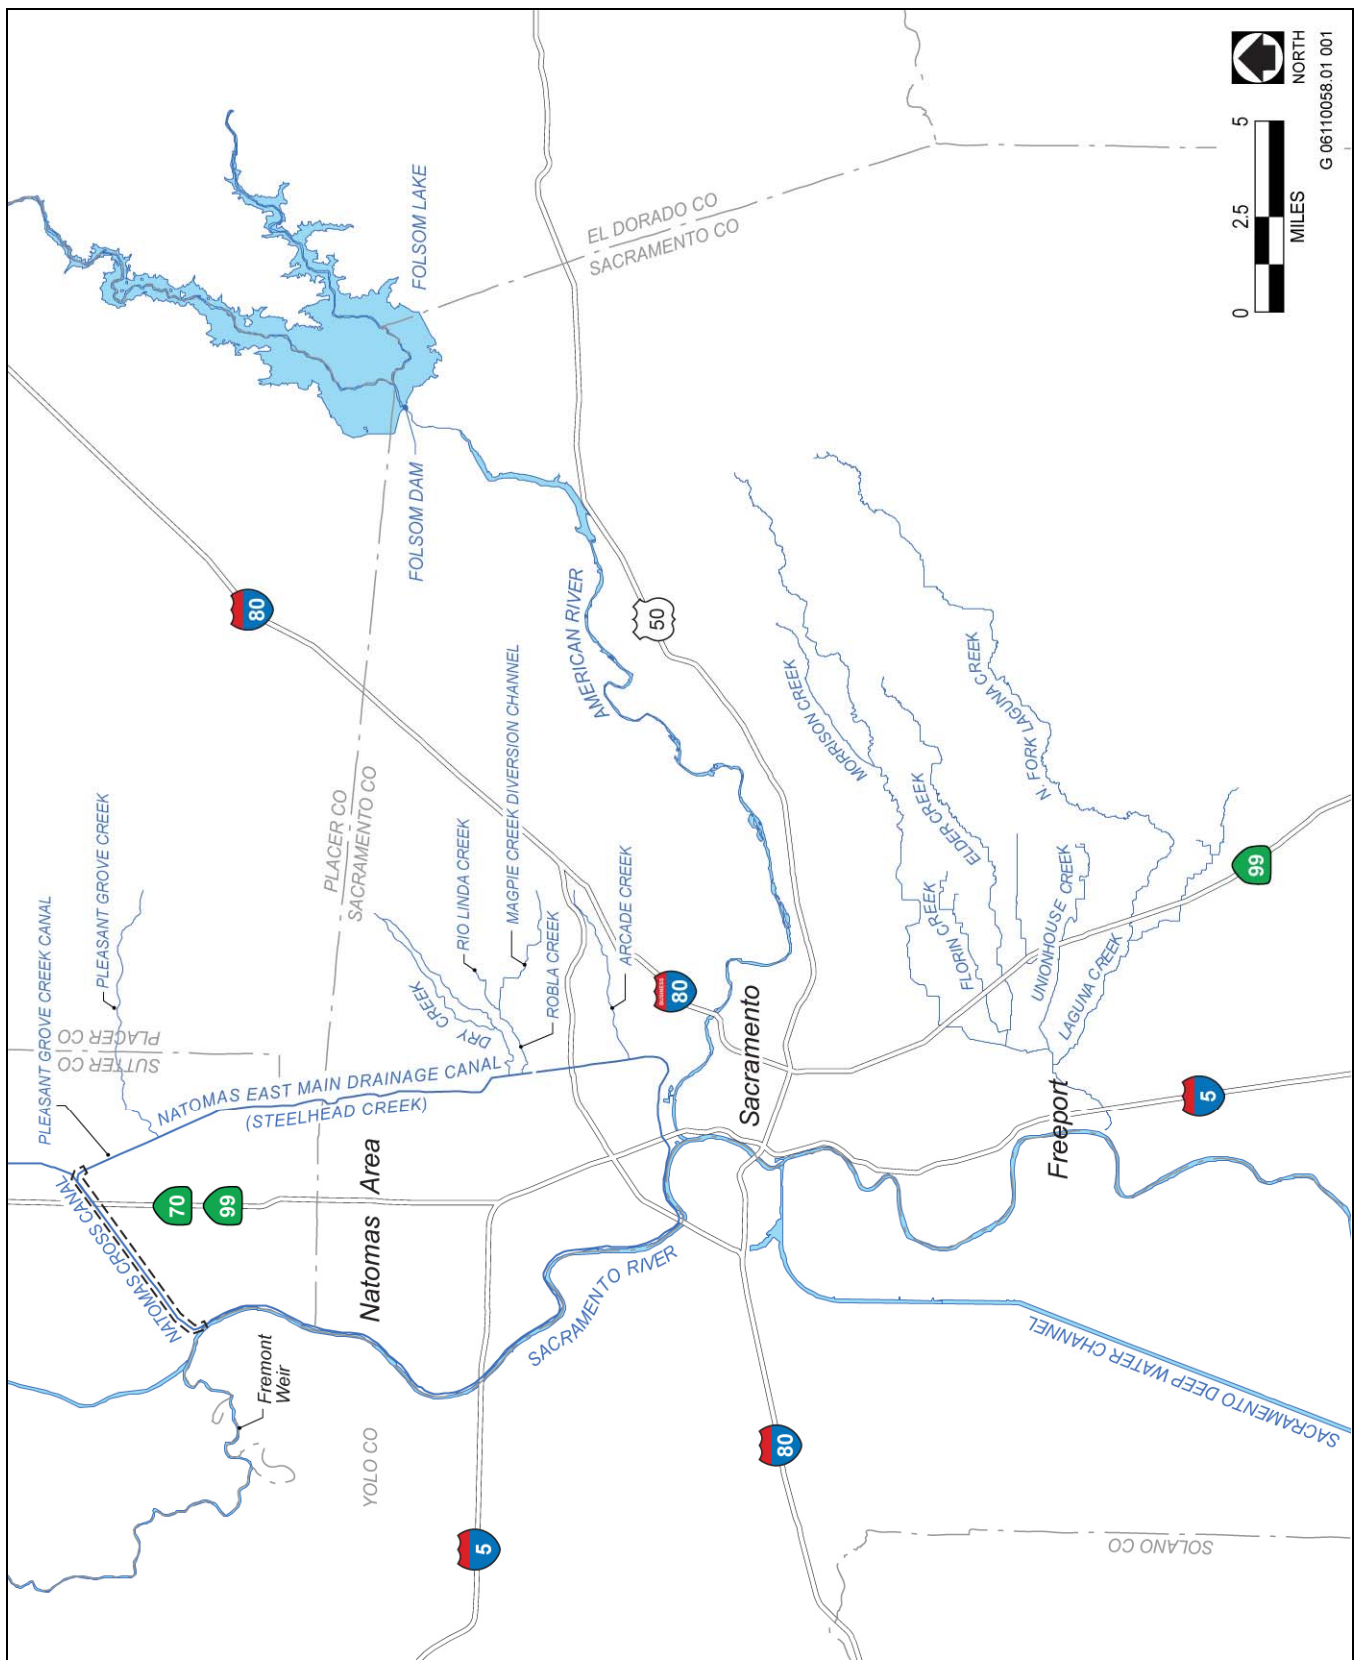 FOLSOM LAKE
EL DORADO CO
SACRAMENTO CO
FOLSOM DAM
80
AMERICAN RIVER
50
PLEASANT GROVE CREEK CANAL
PLEASANT GROVE CREEK
PLACER CO
SACRAMENTO CO
RIO LINDA CREEK
MAGPIE CREEK DIVERSION CHANNEL
ROBLA CREEK
DRY CREEK
ARCADE CREEK
SUTTER CO
PLACER CO
NATOMAS EAST MAIN DRAINAGE CANAL
(STEELHEAD CREEK)
NATOMAS CROSS CANAL
70
99
Natomas Area
BUSINESS
80
Sacramento
MORRISON CREEK
ELDER CREEK
N. FORK LAGUNA CREEK
FLORIN CREEK
UNIONHOUSE CREEK
LAGUNA CREEK
99
Freeport
5
SACRAMENTO RIVER
Fremont
Weir
YOLO CO
5
80
SACRAMENTO DEEP WATER CHANNEL
SOLANO CO
0 2.5 5
MILES
NORTH
G 06110058.01 001